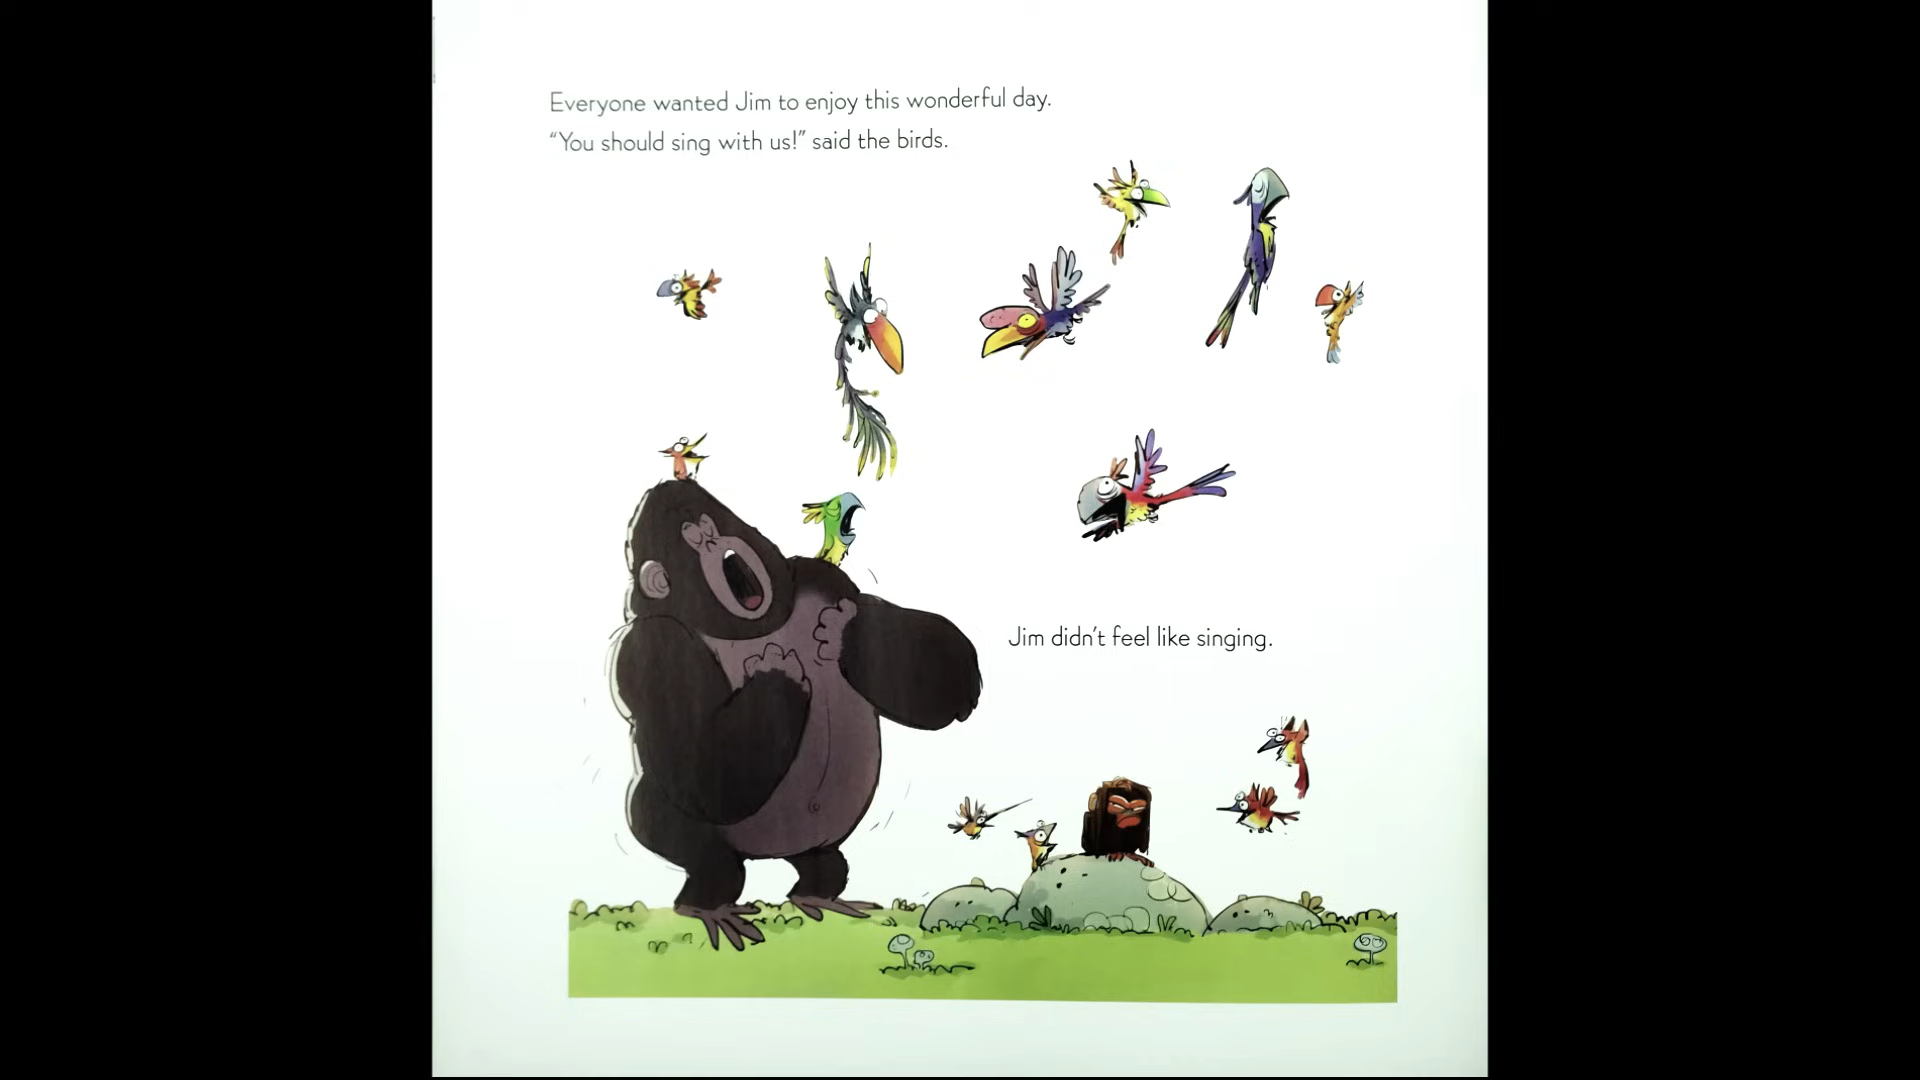 Everyone wanted Jim to enjoy this wonderful day.
“You should sing with us!” said the birds.
Jim didn’t feel like singing.